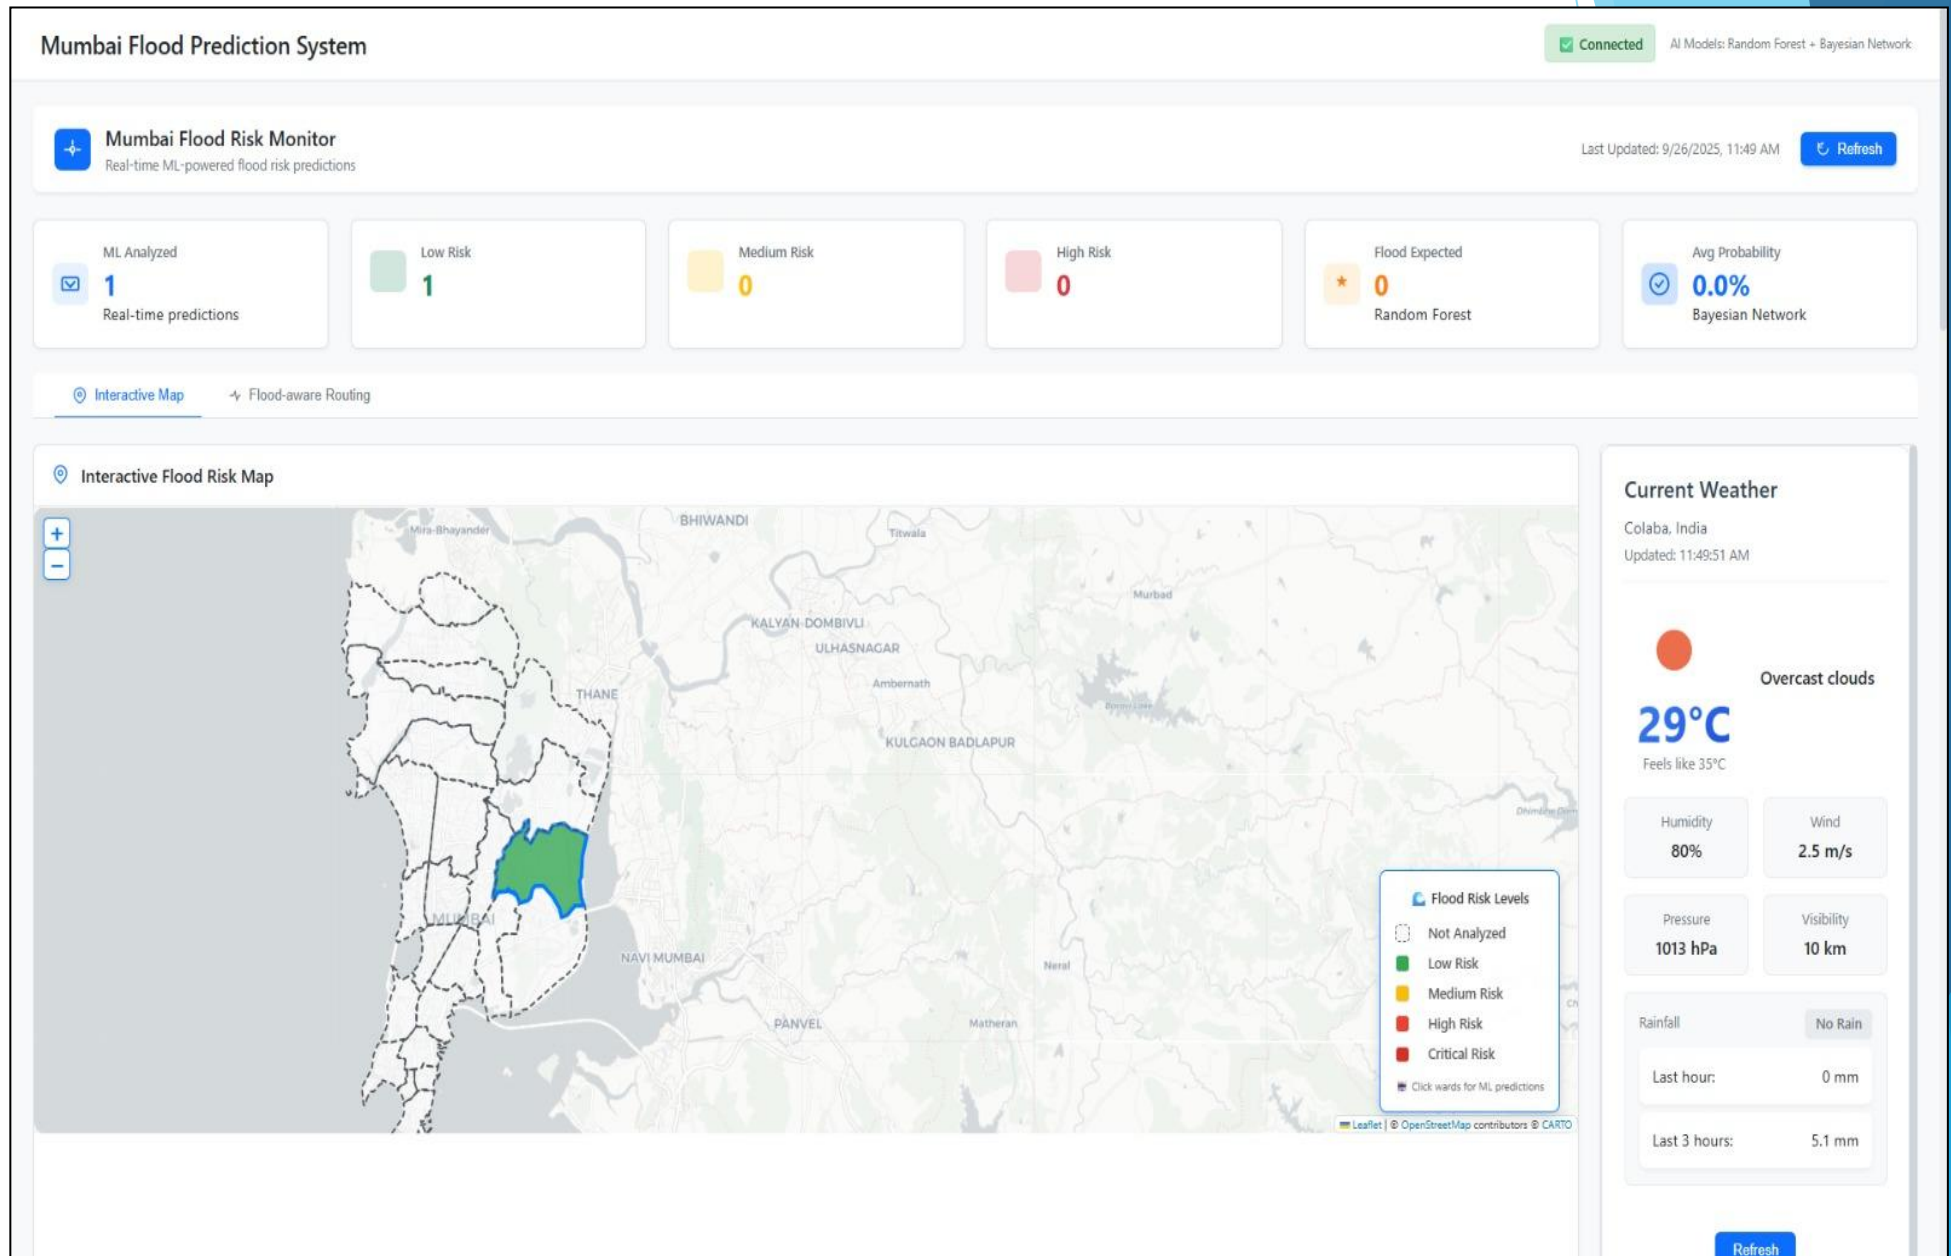 Mumbai Flood Prediction System
Connected
AI Models: Random Forest + Bayesian Network
Mumbai Flood Risk Monitor
Real-time ML-powered flood risk predictions
Last Updated: 9/26/2025, 11:49 AM
Refresh
ML Analyzed
1
Real-time predictions
Low Risk
1
Medium Risk
0
High Risk
0
Flood Expected
0
Random Forest
Avg Probability
0.0%
Bayesian Network
Interactive Map
Flood-aware Routing
Interactive Flood Risk Map
+
−
Mira-Bhayander
BHIWANDI
Titwala
Murbad
KALYAN-DOMBIVLI
ULHASNAGAR
Ambernath
THANE
KULGAON BADLAPUR
MUMBAI
NAVI MUMBAI
Neral
PANVEL
Matheran
Flood Risk Levels
Not Analyzed
Low Risk
Medium Risk
High Risk
Critical Risk
Click wards for ML predictions
Leaflet | © OpenStreetMap contributors © CARTO
Current Weather
Colaba, India
Updated: 11:49:51 AM
Overcast clouds
29°C
Feels like 35°C
Humidity
80%
Wind
2.5 m/s
Pressure
1013 hPa
Visibility
10 km
Rainfall
No Rain
Last hour:
0 mm
Last 3 hours:
5.1 mm
Refresh